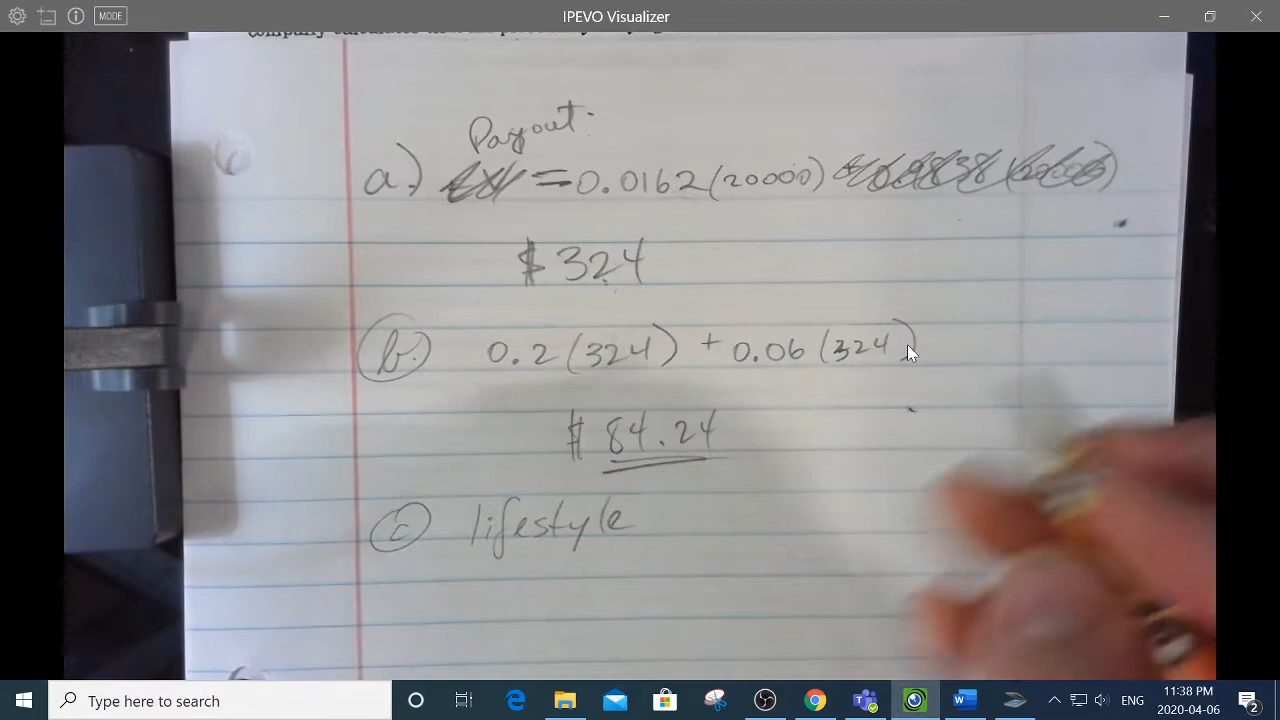 MODE
IPEVO Visualizer
Payout.
a.) = 0.0162(20000)
$324
b.) 0.2(324) + 0.06(324)
$84.24
c) lifestyle
Type here to search
ENG
11:38 PM
2020-04-06
2